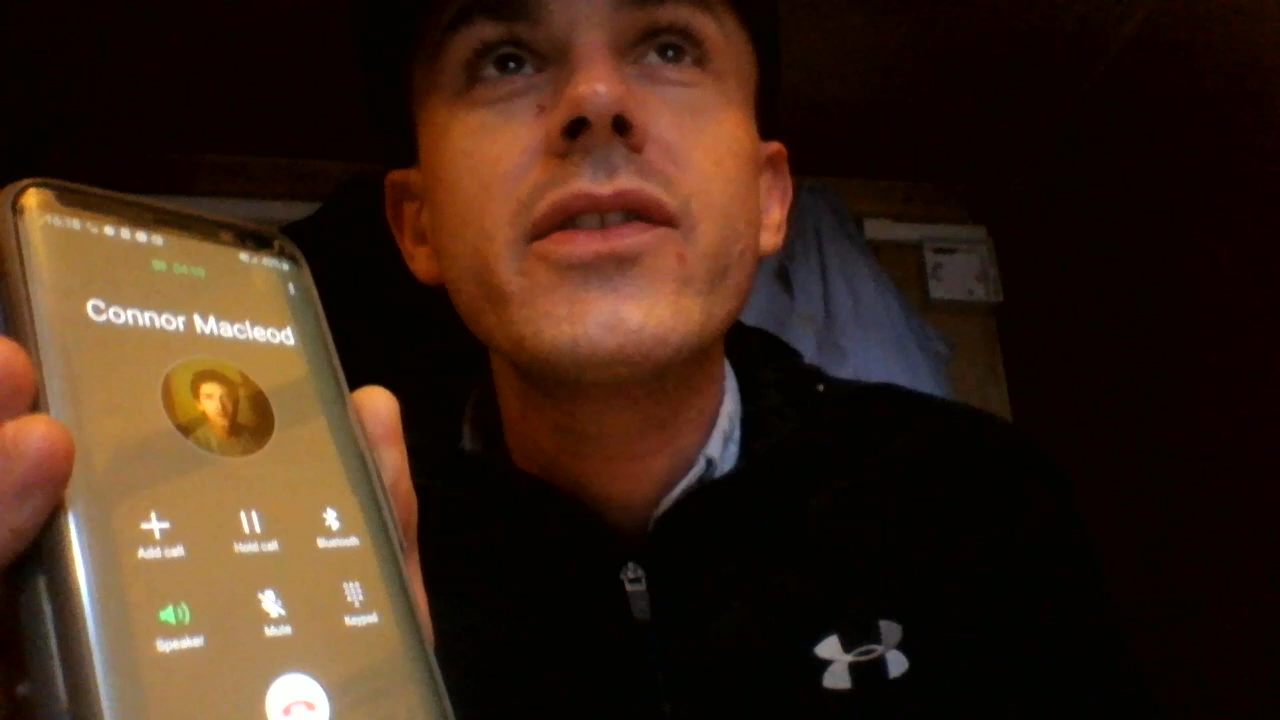 Connor Macleod
Add call
Hold call
Bluetooth
Speaker
Mute
Keypad